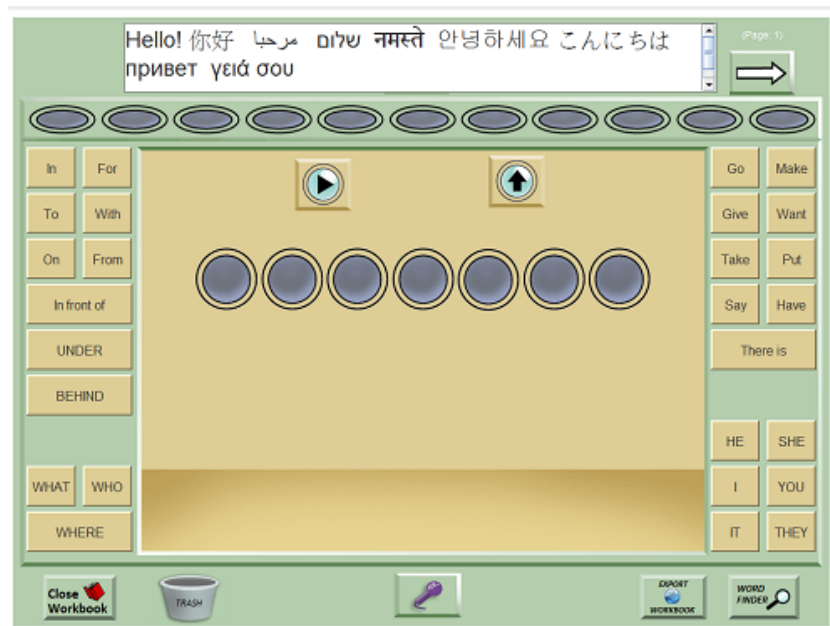 Hello! 你好 مرحبا שלום नमस्ते 안녕하세요 こんにちは
привет γειά σου
(Page: 1)
In For
To With
On From
In front of
UNDER
BEHIND
WHAT WHO
WHERE
Go Make
Give Want
Take Put
Say Have
There is
HE SHE
I YOU
IT THEY
Close
Workbook
TRASH
EXPORT
WORKBOOK
WORD
FINDER